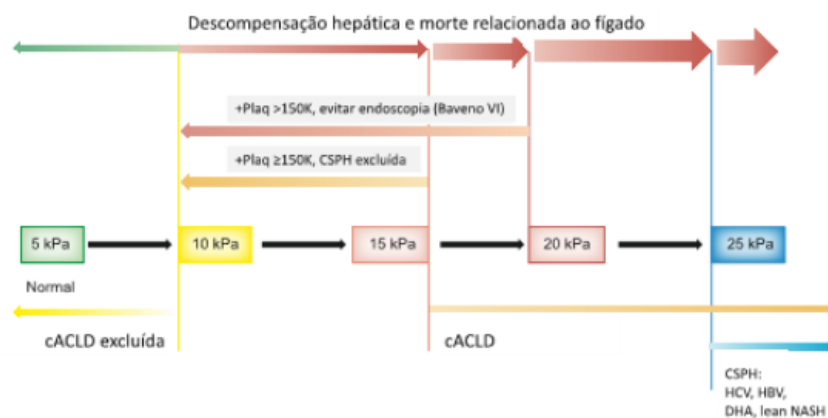 Descompensação hepática e morte relacionada ao fígado
+Plaq >150K, evitar endoscopia (Baveno VI)
+Plaq ≥150K, CSPH excluída
5 kPa
10 kPa
15 kPa
20 kPa
25 kPa
Normal
cACLD excluída
cACLD
CSPH:
HCV, HBV,
DHA, lean NASH